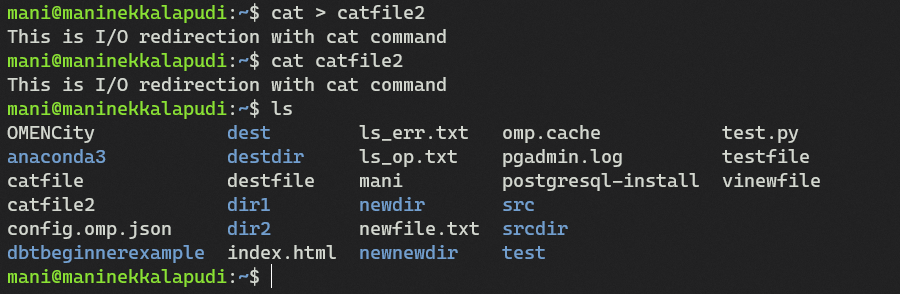 mani@maninekkalapudi:~$ cat > catfile2
This is I/O redirection with cat command
mani@maninekkalapudi:~$ cat catfile2
This is I/O redirection with cat command
mani@maninekkalapudi:~$ ls
OMENCity dest ls_err.txt omp.cache test.py
anaconda3 destdir ls_op.txt pgadmin.log testfile
catfile destfile mani postgresql-install vinewfile
catfile2 dir1 newdir src
config.omp.json dir2 newfile.txt srcdir
dbtbeginnerexample index.html newnewdir test
mani@maninekkalapudi:~$